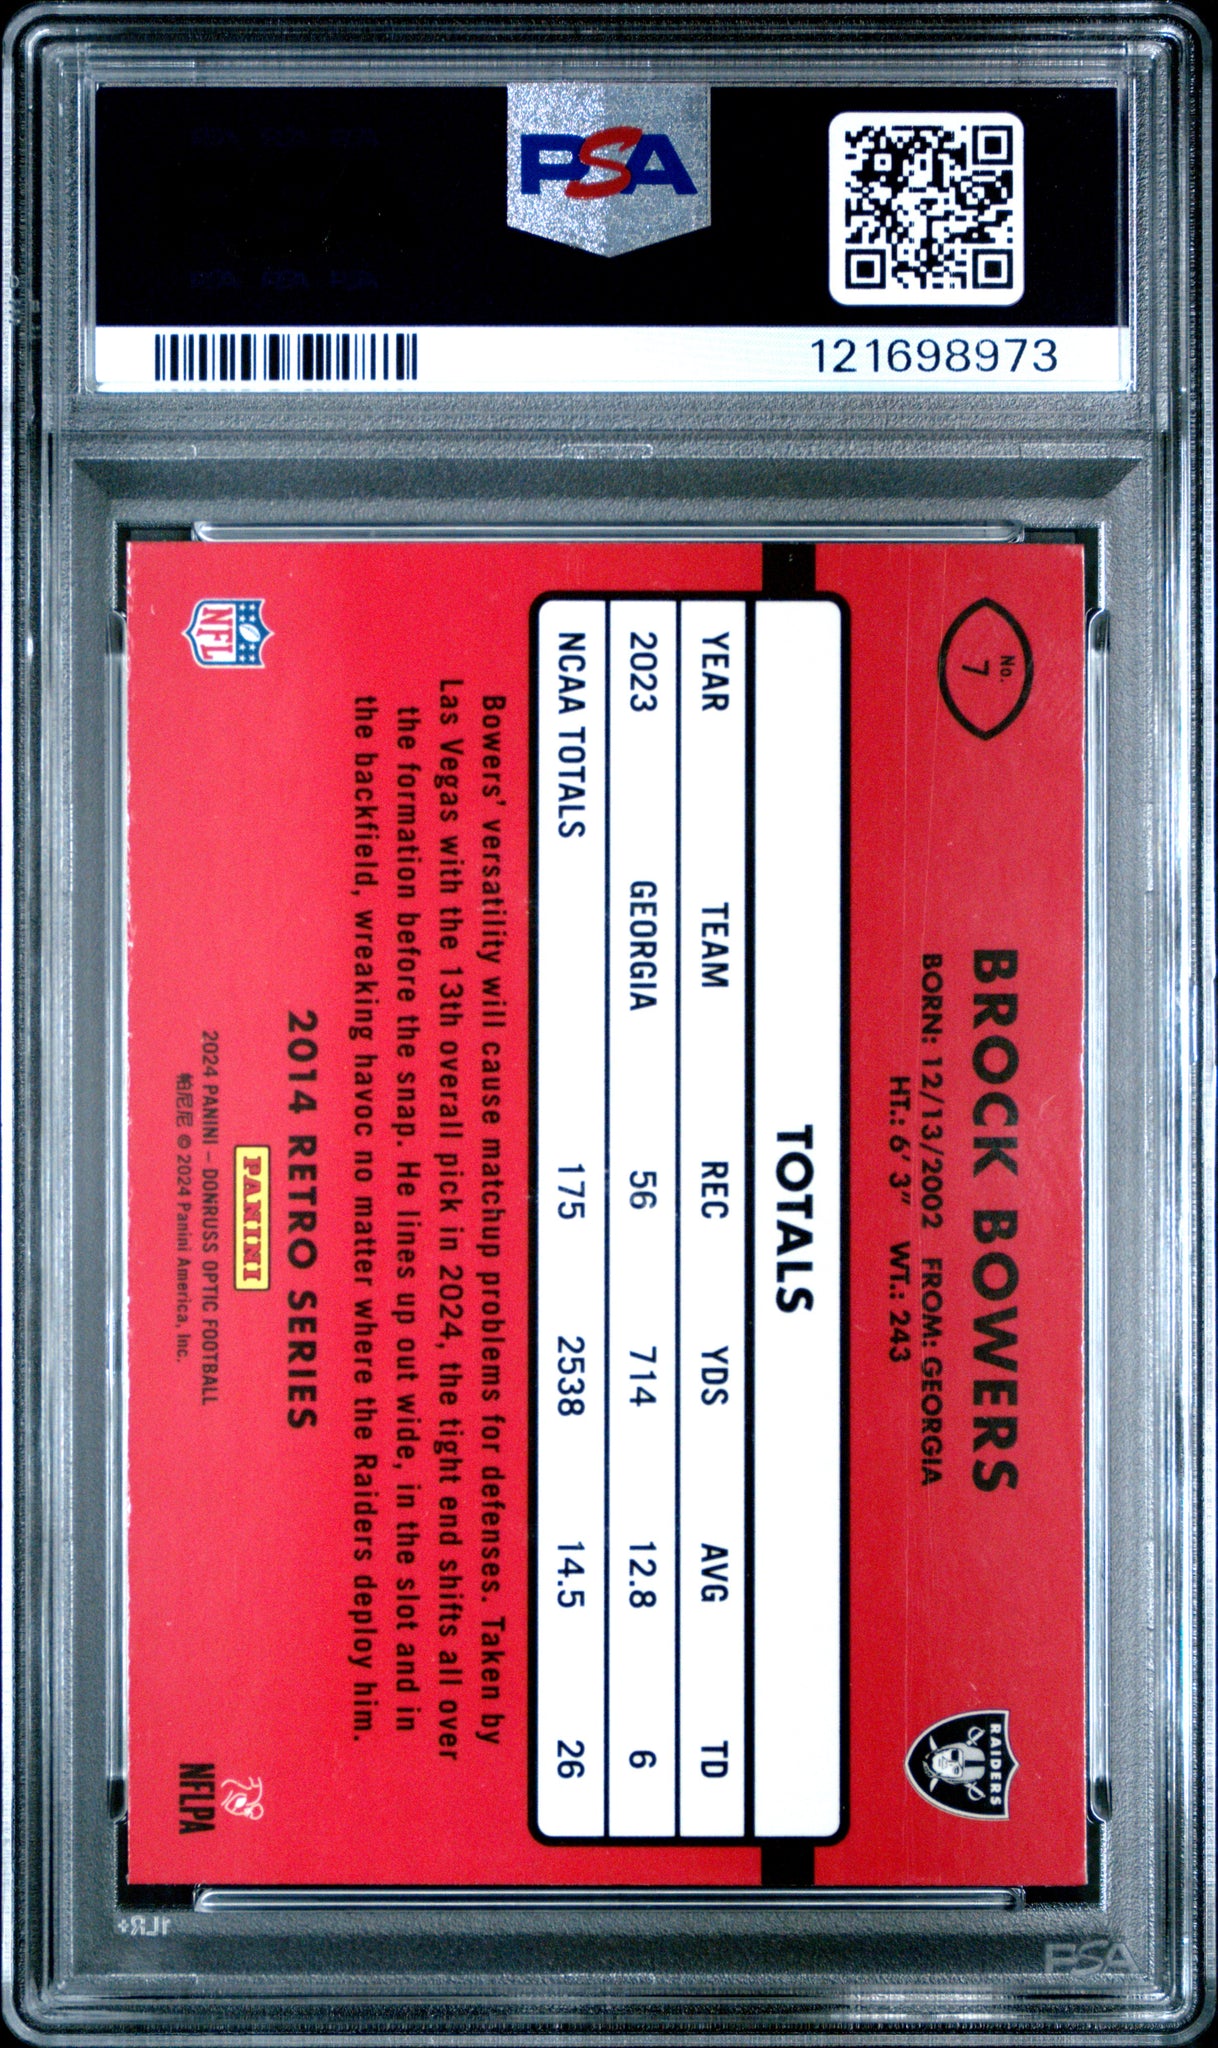 PSA
121698973
No.
7
BROCK BOWERS
BORN: 12/13/2002 FROM: GEORGIA
HT.: 6' 3" WT.: 243
RAIDERS
TOTALS
YEAR TEAM REC YDS AVG TD
2023 GEORGIA 56 714 12.8 6
NCAA TOTALS 175 2538 14.5 26
Bowers' versatility will cause matchup problems for defenses. Taken by
Las Vegas with the 13th overall pick in 2024, the tight end shifts all over
the formation before the snap. He lines up out wide, in the slot and in
the backfield, wreaking havoc no matter where the Raiders deploy him.
2014 RETRO SERIES
PANINI
2024 PANINI – DONRUSS OPTIC FOOTBALL
帕尼尼 © 2024 Panini America, Inc.
NFL
NFLPA
1LR+
PSA